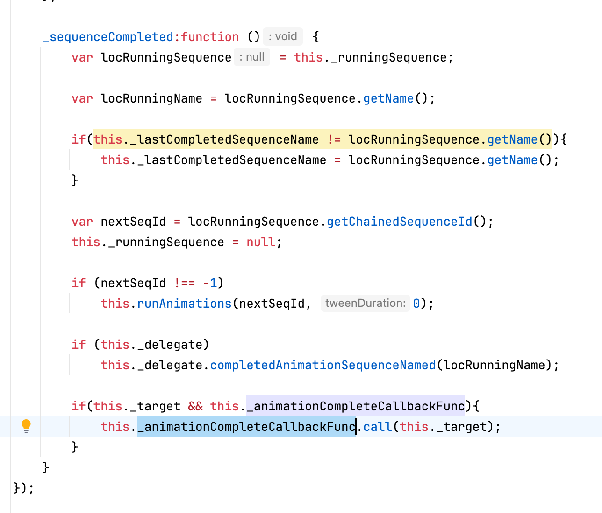 _sequenceCompleted:function () : void {
var locRunningSequence : null = this._runningSequence;
var locRunningName = locRunningSequence.getName();
if(this._lastCompletedSequenceName != locRunningSequence.getName()){
this._lastCompletedSequenceName = locRunningSequence.getName();
}
var nextSeqId = locRunningSequence.getChainedSequenceId();
this._runningSequence = null;
if (nextSeqId !== -1)
this.runAnimations(nextSeqId, tweenDuration: 0);
if (this._delegate)
this._delegate.completedAnimationSequenceNamed(locRunningName);
if(this._target && this._animationCompleteCallbackFunc){
this._animationCompleteCallbackFunc.call(this._target);
}
}
});